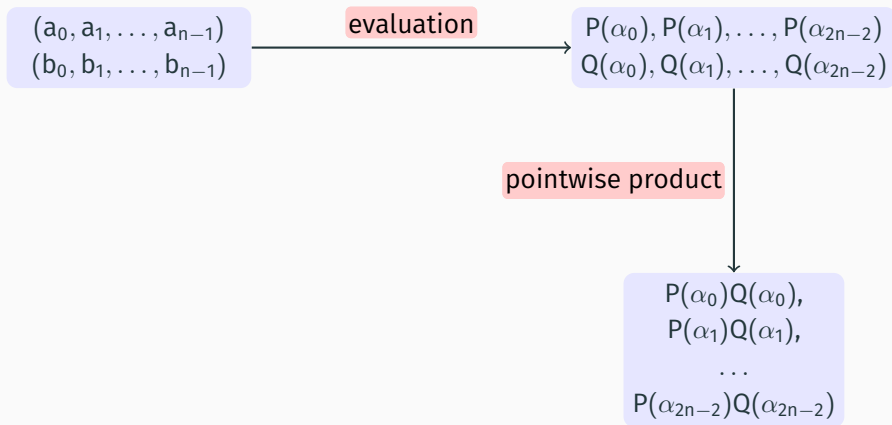 (a₀, a₁, . . . , aₙ₋₁)
(b₀, b₁, . . . , bₙ₋₁)
evaluation
P(α₀), P(α₁), . . . , P(α₂ₙ₋₂)
Q(α₀), Q(α₁), . . . , Q(α₂ₙ₋₂)
pointwise product
P(α₀)Q(α₀),
P(α₁)Q(α₁),
. . .
P(α₂ₙ₋₂)Q(α₂ₙ₋₂)